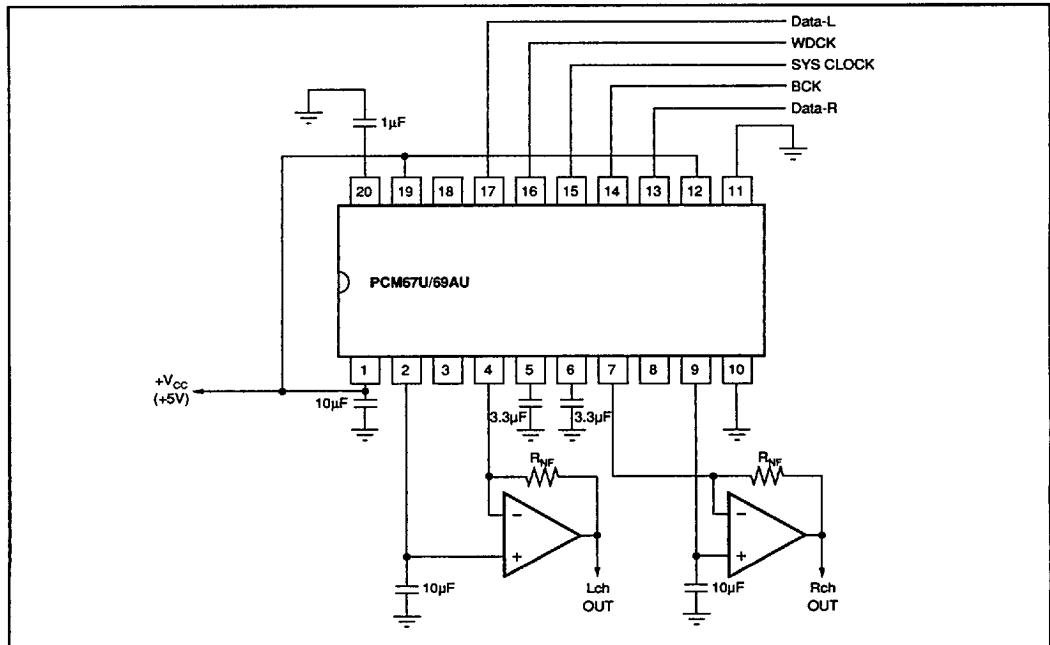 Data-L
WDCK
SYS CLOCK
BCK
Data-R
1µF
20 19 18 17 16 15 14 13 12 11
PCM67U/69AU
1 2 3 4 5 6 7 8 9 10
+VCC
(+5V)
10µF
3.3µF
3.3µF
RNF
RNF
−
+
−
+
10µF
10µF
Lch
OUT
Rch
OUT